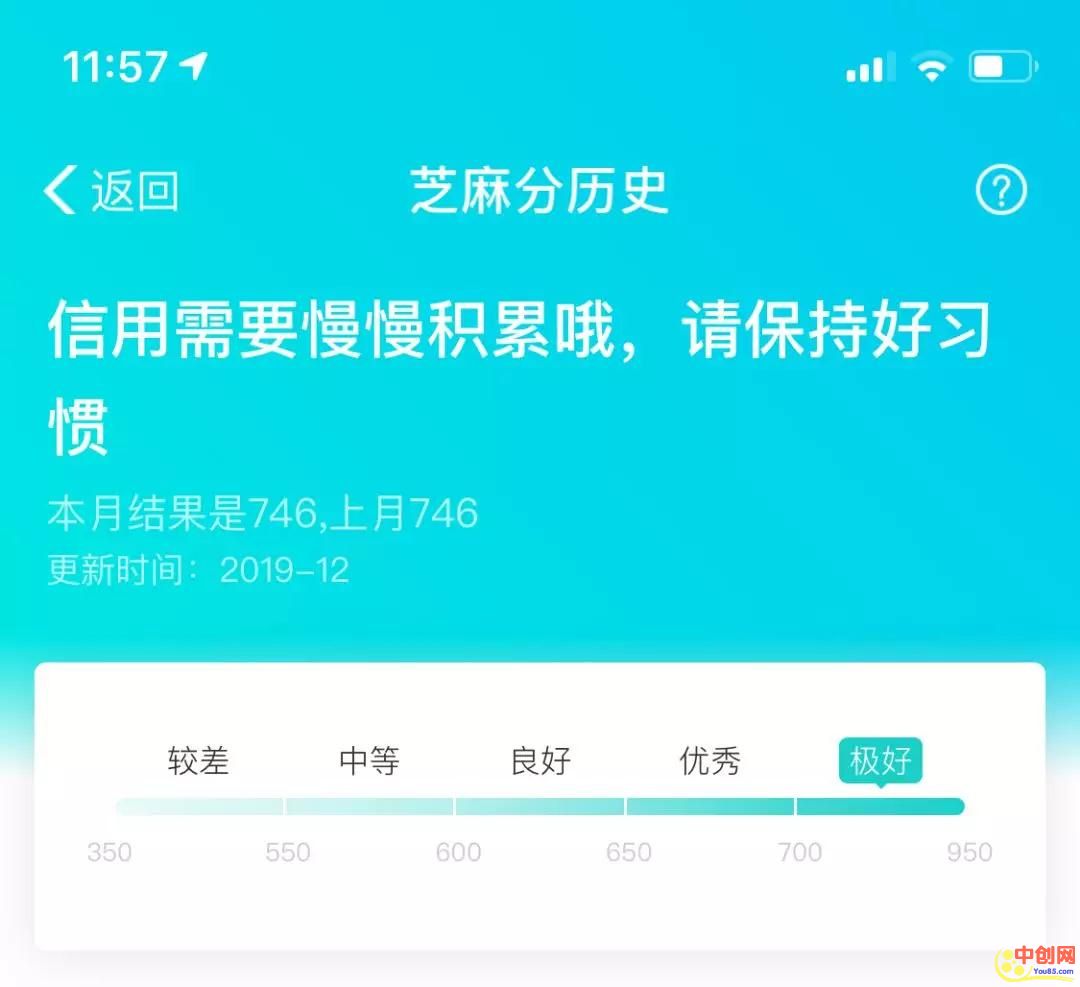 11:57
返回
芝麻分历史
信用需要慢慢积累哦，请保持好习
惯
本月结果是746,上月746
更新时间：2019-12
较差 中等 良好 优秀 极好
350 550 600 650 700 950
中创网
You85.com